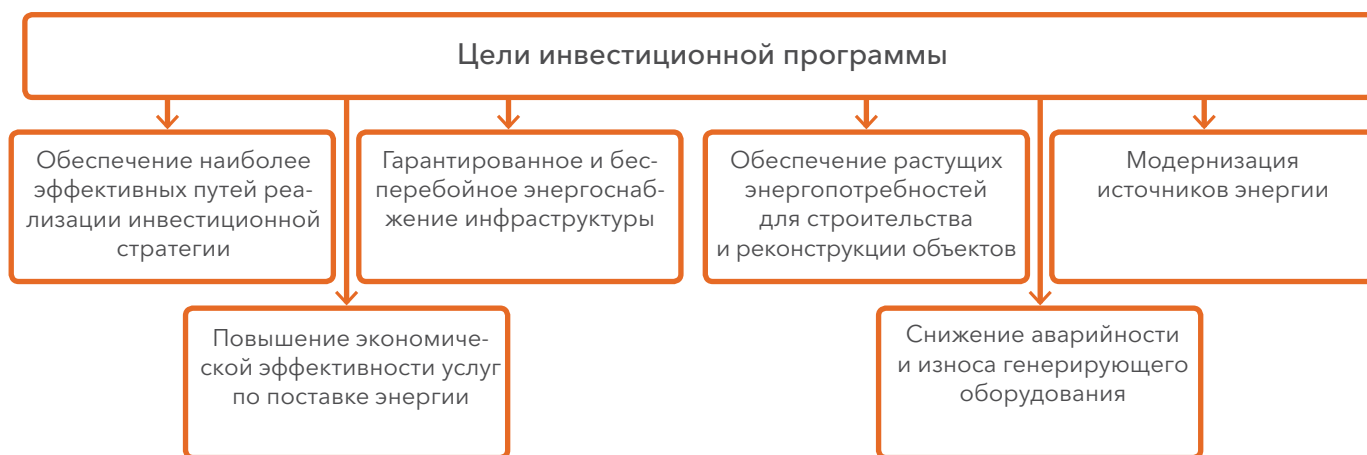 Цели инвестиционной программы
Обеспечение наиболее
эффективных путей реа-
лизации инвестиционной
стратегии
Гарантированное и бес-
перебойное энергоснаб-
жение инфраструктуры
Обеспечение растущих
энергопотребностей
для строительства
и реконструкции объектов
Модернизация
источников энергии
Повышение экономиче-
ской эффективности услуг
по поставке энергии
Снижение аварийности
и износа генерирующего
оборудования